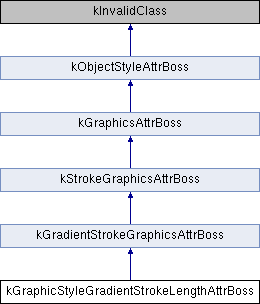 kInvalidClass
kObjectStyleAttrBoss
kGraphicsAttrBoss
kStrokeGraphicsAttrBoss
kGradientStrokeGraphicsAttrBoss
kGraphicStyleGradientStrokeLengthAttrBoss